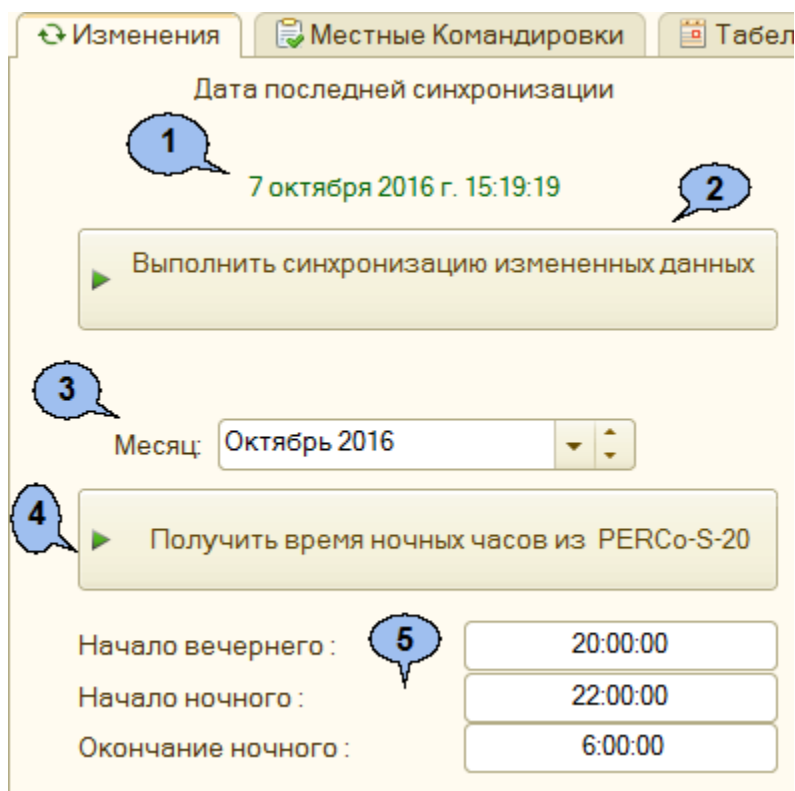 Изменения Местные Командировки Табел
Дата последней синхронизации
1
7 октября 2016 г. 15:19:19
2
Выполнить синхронизацию измененных данных
3
Месяц: Октябрь 2016
4
Получить время ночных часов из PERCo-S-20
5
Начало вечернего : 20:00:00
Начало ночного : 22:00:00
Окончание ночного : 6:00:00